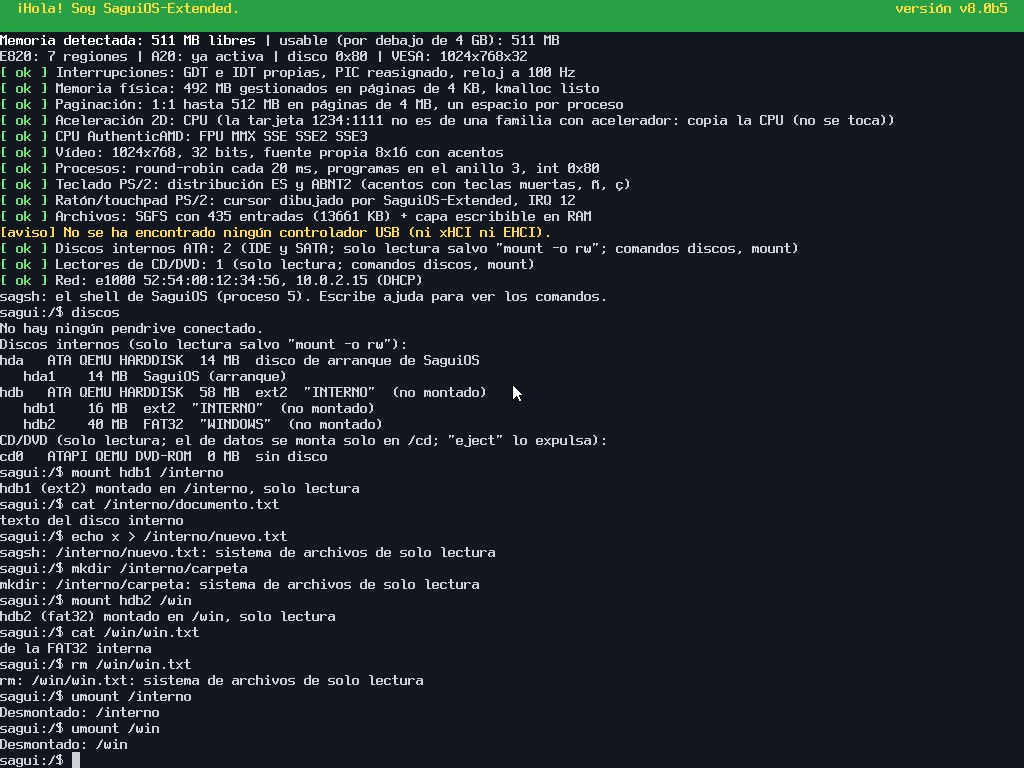 ¡Hola! Soy SaguiOS-Extended. versión v8.0b5
Memoria detectada: 511 MB libres | usable (por debajo de 4 GB): 511 MB
E820: 7 regiones | A20: ya activa | disco 0x80 | VESA: 1024x768x32
[ ok ] Interrupciones: GDT e IDT propias, PIC reasignado, reloj a 100 Hz
[ ok ] Memoria física: 492 MB gestionados en páginas de 4 KB, kmalloc listo
[ ok ] Paginación: 1:1 hasta 512 MB en páginas de 4 MB, un espacio por proceso
[ ok ] Aceleración 2D: CPU (la tarjeta 1234:1111 no es de una familia con acelerador: copia la CPU (no se toca))
[ ok ] CPU AuthenticAMD: FPU MMX SSE SSE2 SSE3
[ ok ] Vídeo: 1024x768, 32 bits, fuente propia 8x16 con acentos
[ ok ] Procesos: round-robin cada 20 ms, programas en el anillo 3, int 0x80
[ ok ] Teclado PS/2: distribución ES y ABNT2 (acentos con teclas muertas, ñ, ç)
[ ok ] Ratón/touchpad PS/2: cursor dibujado por SaguiOS-Extended, IRQ 12
[ ok ] Archivos: SGFS con 435 entradas (13661 KB) + capa escribible en RAM
[aviso] No se ha encontrado ningún controlador USB (ni xHCI ni EHCI).
[ ok ] Discos internos ATA: 2 (IDE y SATA; solo lectura salvo "mount -o rw"; comandos discos, mount)
[ ok ] Lectores de CD/DVD: 1 (solo lectura; comandos discos, mount)
[ ok ] Red: e1000 52:54:00:12:34:56, 10.0.2.15 (DHCP)
sagsh: el shell de SaguiOS (proceso 5). Escribe ajuda para ver los comandos.
sagui:/$ discos
No hay ningún pendrive conectado.
Discos internos (solo lectura salvo "mount -o rw"):
hda   ATA QEMU HARDDISK  14 MB  disco de arranque de SaguiOS
   hda1    14 MB  SaguiOS (arranque)
hdb   ATA QEMU HARDDISK  58 MB  ext2  "INTERNO"  (no montado)
   hdb1    16 MB  ext2  "INTERNO"  (no montado)
   hdb2    40 MB  FAT32  "WINDOWS"  (no montado)
CD/DVD (solo lectura; el de datos se monta solo en /cd; "eject" lo expulsa):
cd0   ATAPI QEMU DVD-ROM  0 MB  sin disco
sagui:/$ mount hdb1 /interno
hdb1 (ext2) montado en /interno, solo lectura
sagui:/$ cat /interno/documento.txt
texto del disco interno
sagui:/$ echo x > /interno/nuevo.txt
sagsh: /interno/nuevo.txt: sistema de archivos de solo lectura
sagui:/$ mkdir /interno/carpeta
mkdir: /interno/carpeta: sistema de archivos de solo lectura
sagui:/$ mount hdb2 /win
hdb2 (fat32) montado en /win, solo lectura
sagui:/$ cat /win/win.txt
de la FAT32 interna
sagui:/$ rm /win/win.txt
rm: /win/win.txt: sistema de archivos de solo lectura
sagui:/$ umount /interno
Desmontado: /interno
sagui:/$ umount /win
Desmontado: /win
sagui:/$